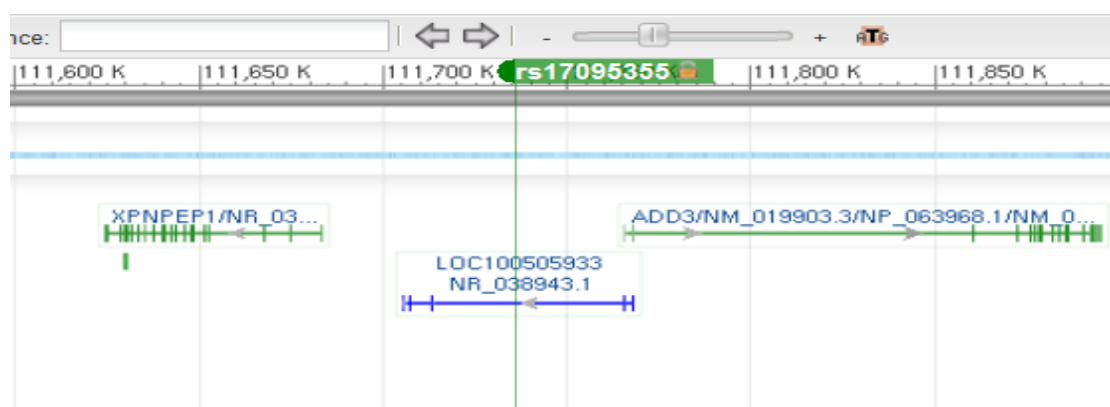 nce:
- +
ATG
|111,600 K |111,650 K |111,700 K rs17095355 |111,800 K |111,850 K
XPNPEP1/NR_03...
ADD3/NM_019903.3/NP_063968.1/NM_0...
LOC100505933
NR_038943.1